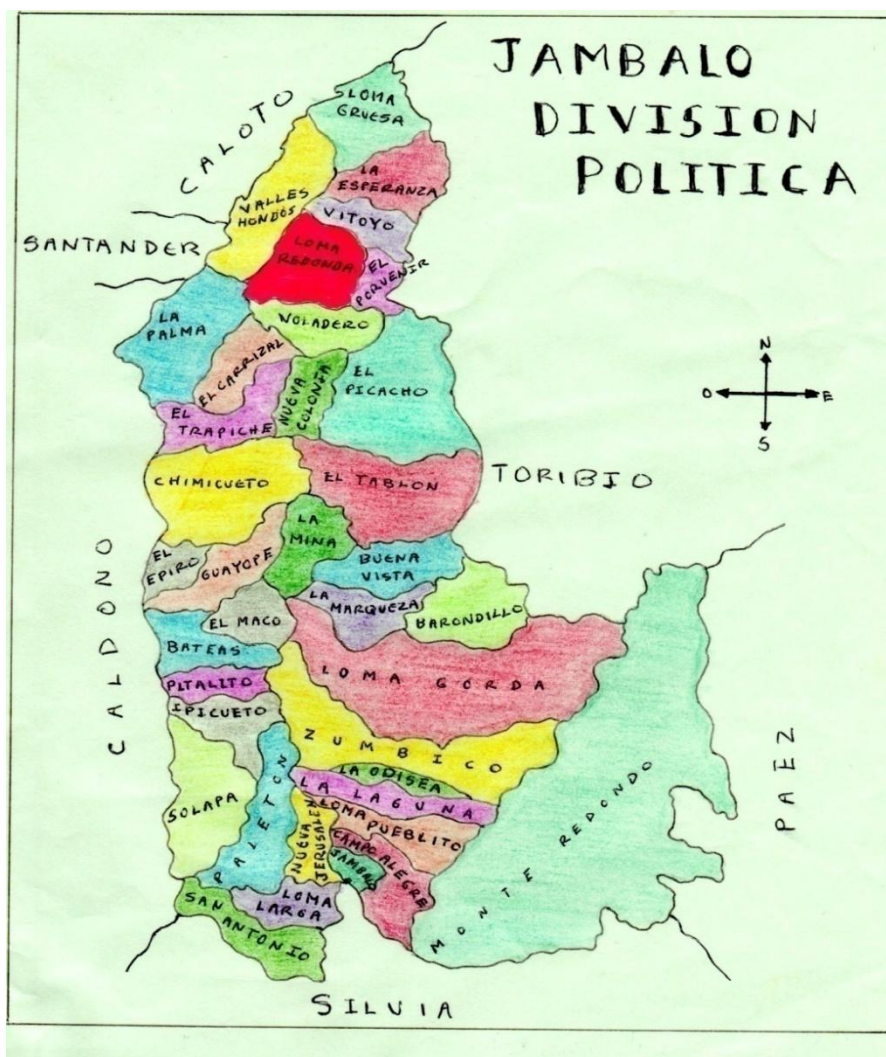 JAMBALO
DIVISION
POLITICA
CALOTO
SLOMA
GRUESA
LA
ESPERANZA
VALLES
HONDOS
VITOYO
SANTANDER
LOMA
REDONDA
EL
PORVENIR
LA
PALMA
VOLADERO
EL CARRIZAL
NUEVA
COLONIA
EL
PICACHO
EL
TRAPICHE
N
O
E
S
CHIMICUETO
EL TABLON
TORIBIO
LA
MINA
EL
EPIRO
GUAYOPE
BUENA
VISTA
CALDONO
LA
MARQUEZA
BARONDILLO
EL MACO
BATEAS
PITALITO
LOMA GORDA
IPICUETO
ZUMBICO
LA ODISEA
LA LAGUNA
SOLAPA
PALETON
NUEVA
JERUSALEN
LOMA PUEBLITO
CAMPO ALEGRE
JAMBALO
MONTE REDONDO
PAEZ
LOMA
LARGA
SAN
ANTONIO
SILVIA